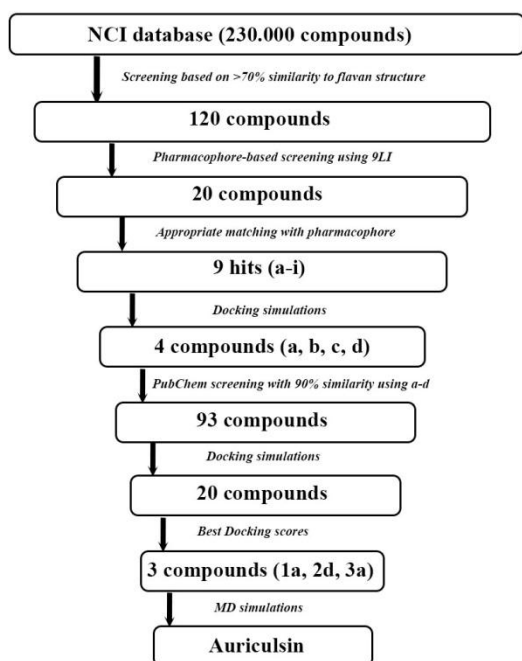 NCI database (230.000 compounds)
Screening based on >70% similarity to flavan structure
120 compounds
Pharmacophore-based screening using 9LI
20 compounds
Appropriate matching with pharmacophore
9 hits (a-i)
Docking simulations
4 compounds (a, b, c, d)
PubChem screening with 90% similarity using a-d
93 compounds
Docking simulations
20 compounds
Best Docking scores
3 compounds (1a, 2d, 3a)
MD simulations
Auriculsin